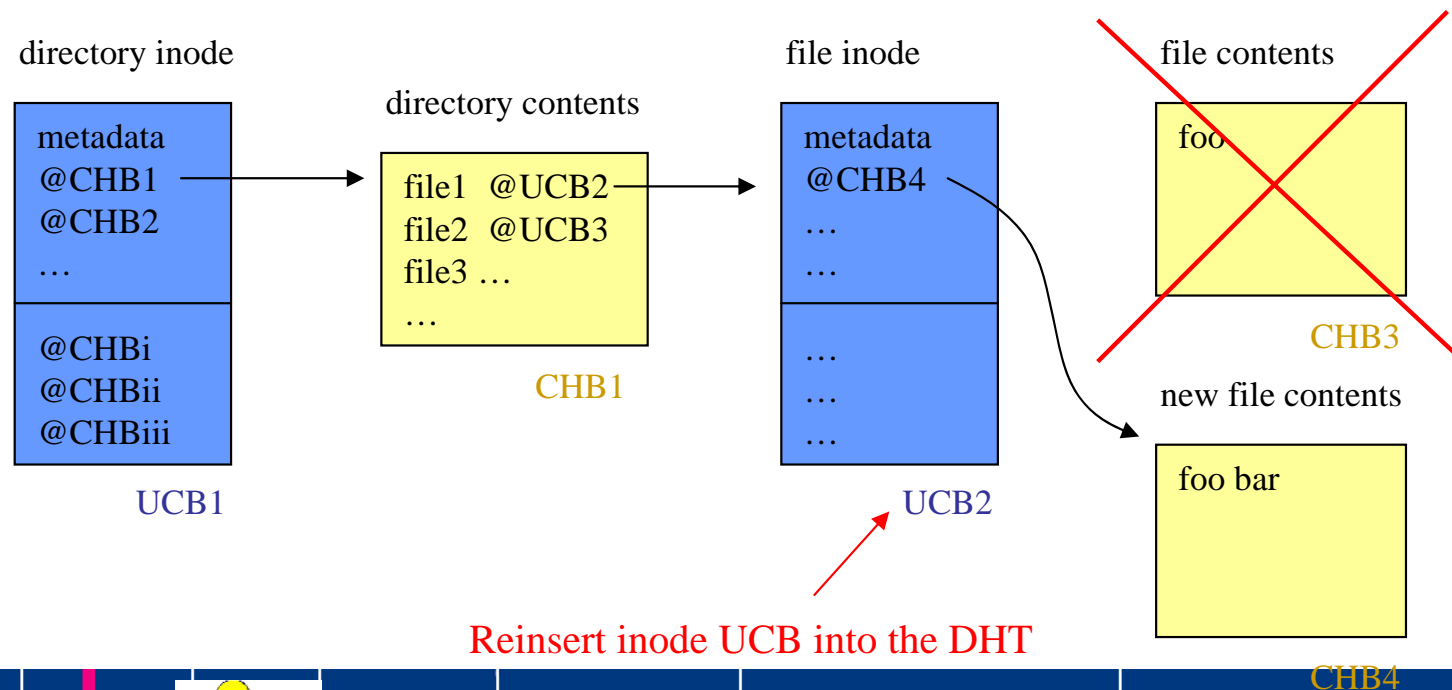 directory inode
metadata
@CHB1
@CHB2
…
@CHBi
@CHBii
@CHBiii
UCB1
directory contents
file1 @UCB2
file2 @UCB3
file3 …
…
CHB1
file inode
metadata
@CHB4
…
…
…
…
…
UCB2
file contents
foo
CHB3
new file contents
foo bar
CHB4
Reinsert inode UCB into the DHT